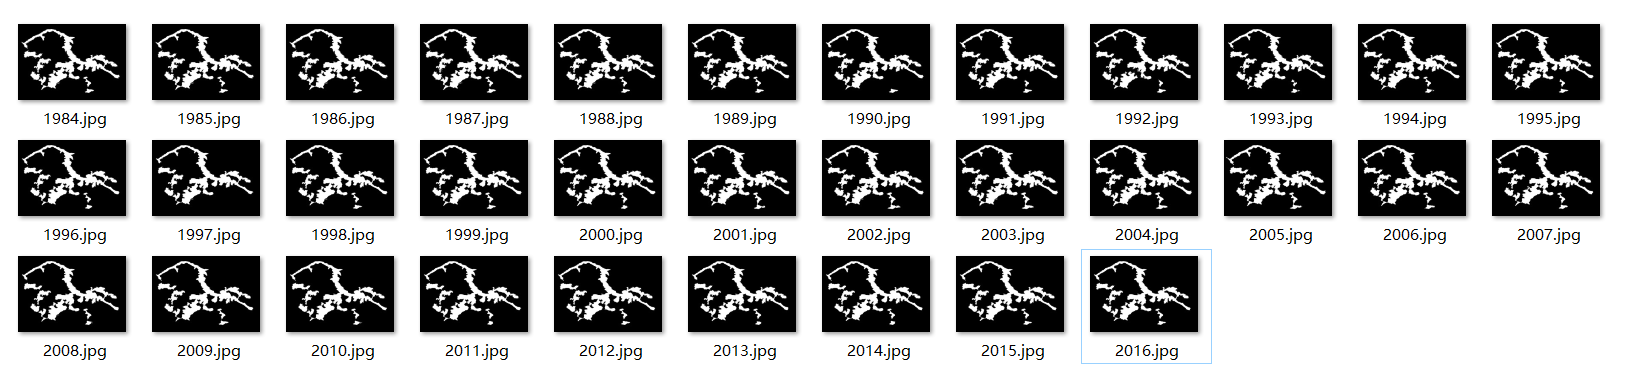 1984.jpg 1985.jpg 1986.jpg 1987.jpg 1988.jpg 1989.jpg 1990.jpg 1991.jpg 1992.jpg 1993.jpg 1994.jpg 1995.jpg
1996.jpg 1997.jpg 1998.jpg 1999.jpg 2000.jpg 2001.jpg 2002.jpg 2003.jpg 2004.jpg 2005.jpg 2006.jpg 2007.jpg
2008.jpg 2009.jpg 2010.jpg 2011.jpg 2012.jpg 2013.jpg 2014.jpg 2015.jpg 2016.jpg